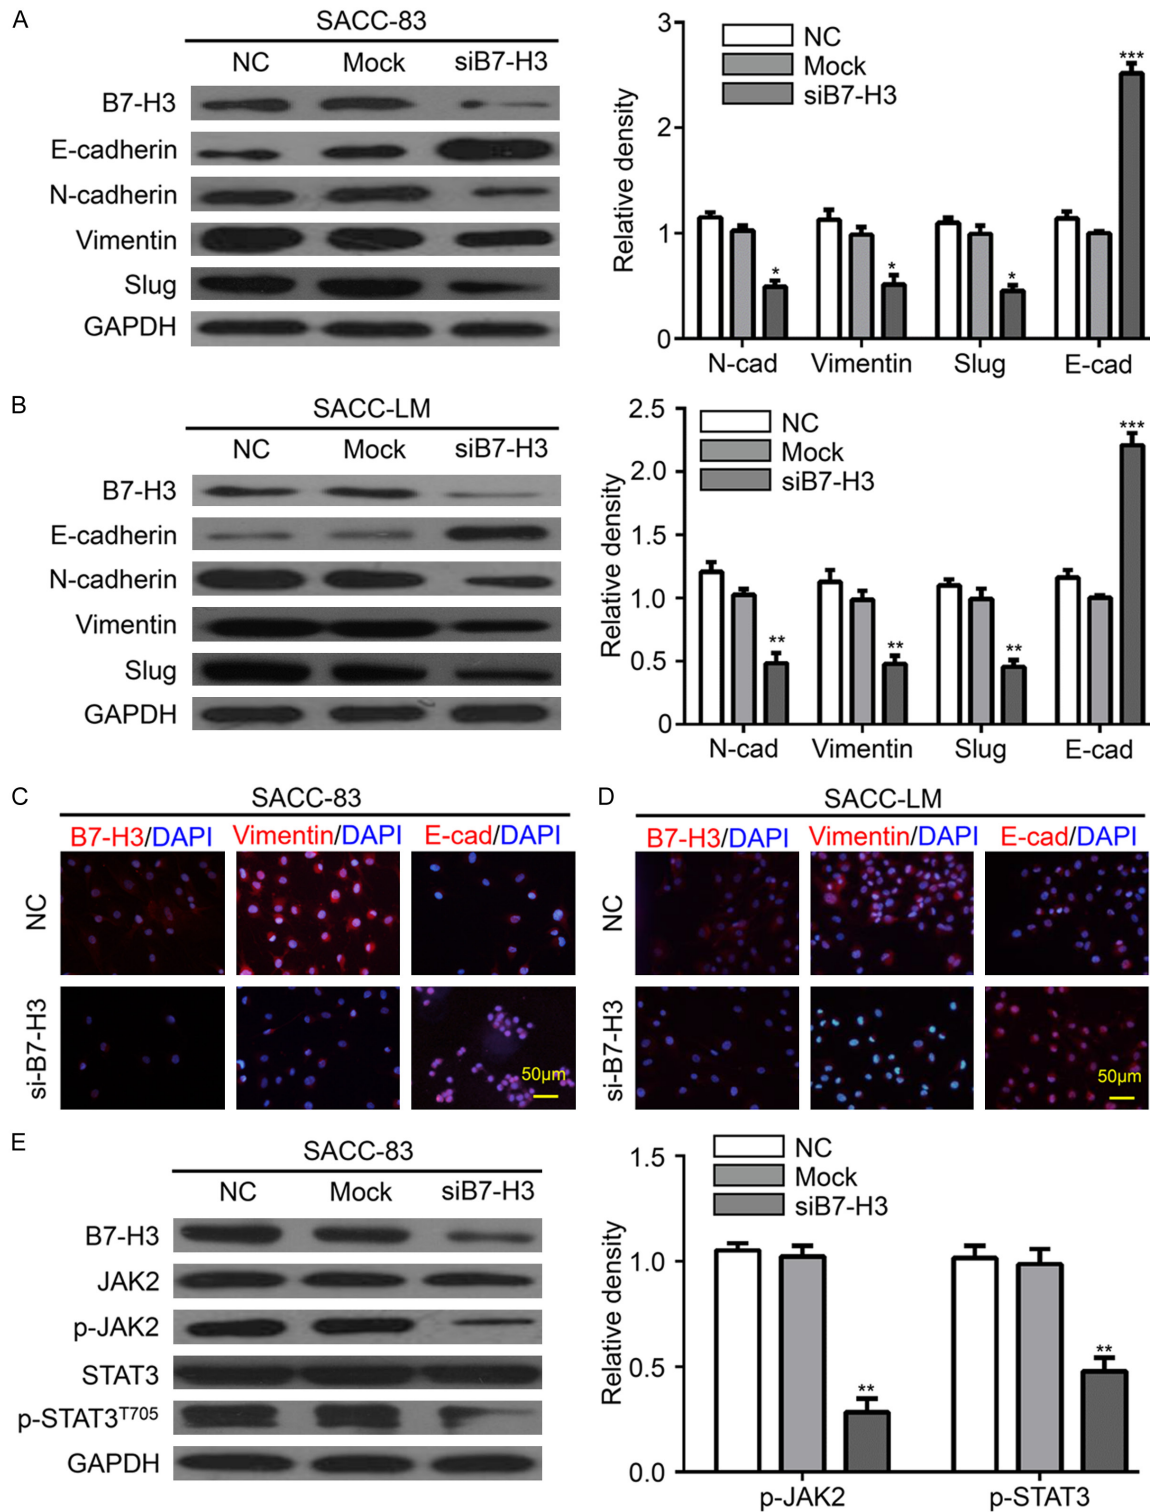 A
SACC-83
NC Mock siB7-H3
B7-H3
E-cadherin
N-cadherin
Vimentin
Slug
GAPDH
Relative density
3
2
1
0
NC
Mock
siB7-H3
* * * ***
N-cad Vimentin Slug E-cad
B
SACC-LM
NC Mock siB7-H3
B7-H3
E-cadherin
N-cadherin
Vimentin
Slug
GAPDH
Relative density
2.5
2.0
1.5
1.0
0.5
0
NC
Mock
siB7-H3
** ** ** ***
N-cad Vimentin Slug E-cad
C
SACC-83
B7-H3/DAPI Vimentin/DAPI E-cad/DAPI
NC
si-B7-H3
50μm
D
SACC-LM
B7-H3/DAPI Vimentin/DAPI E-cad/DAPI
NC
si-B7-H3
50μm
E
SACC-83
NC Mock siB7-H3
B7-H3
JAK2
p-JAK2
STAT3
p-STAT3T705
GAPDH
Relative density
1.5
1.0
0.5
0.0
NC
Mock
siB7-H3
** **
p-JAK2 p-STAT3